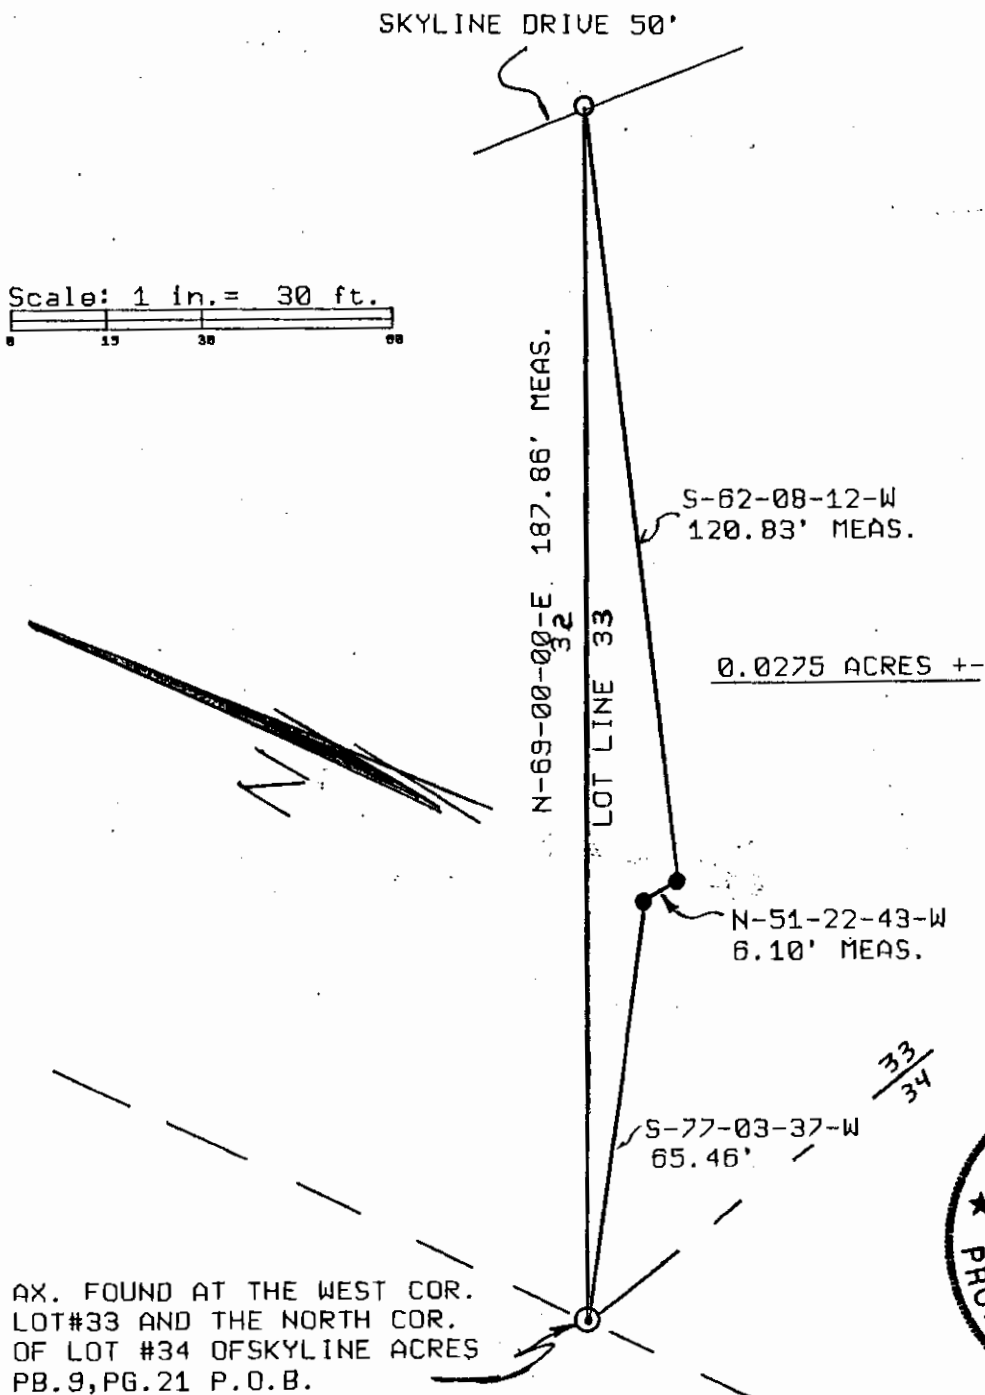 SKYLINE DRIVE 50'
Scale: 1 in.= 30 ft.
0 15 30 60
N-69-00-00-E 187.86' MEAS.
32
LOT LINE 33
S-62-08-12-W
120.83' MEAS.
0.0275 ACRES +-
N
N-51-22-43-W
6.10' MEAS.
33
34
S-77-03-37-W
65.46'
AX. FOUND AT THE WEST COR.
LOT#33 AND THE NORTH COR.
OF LOT #34 OFSKYLINE ACRES
PB.9,PG.21 P.O.B.